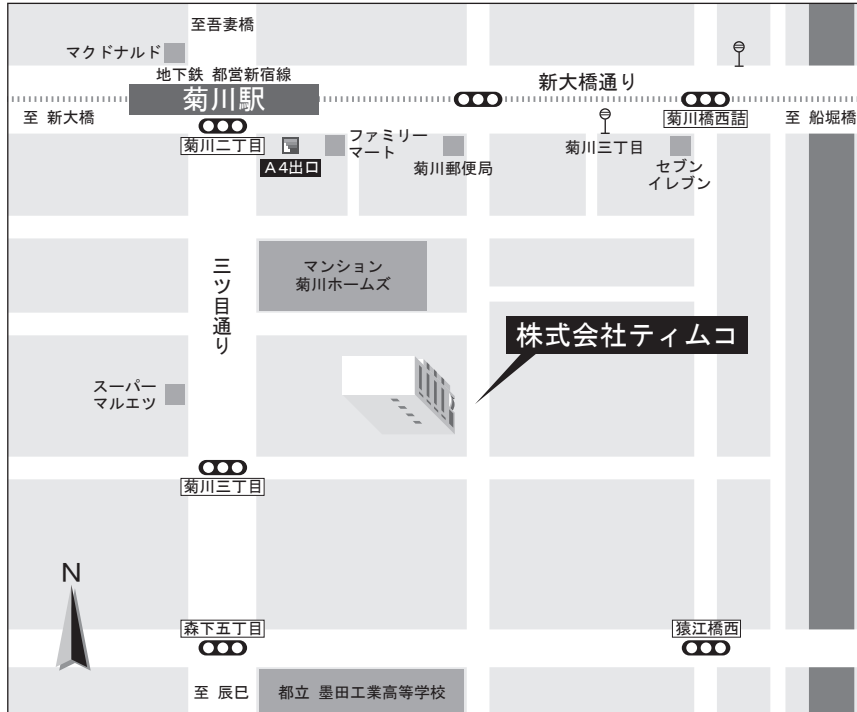 至吾妻橋
マクドナルド
地下鉄 都営新宿線
菊川駅
新大橋通り
至 新大橋
菊川橋西詰
至 船堀橋
菊川二丁目
A4出口
ファミリー
マート
菊川郵便局
菊川三丁目
セブン
イレブン
三ツ目通り
マンション
菊川ホームズ
株式会社ティムコ
スーパー
マルエツ
菊川三丁目
N
森下五丁目
猿江橋西
至 辰巳
都立 墨田工業高等学校